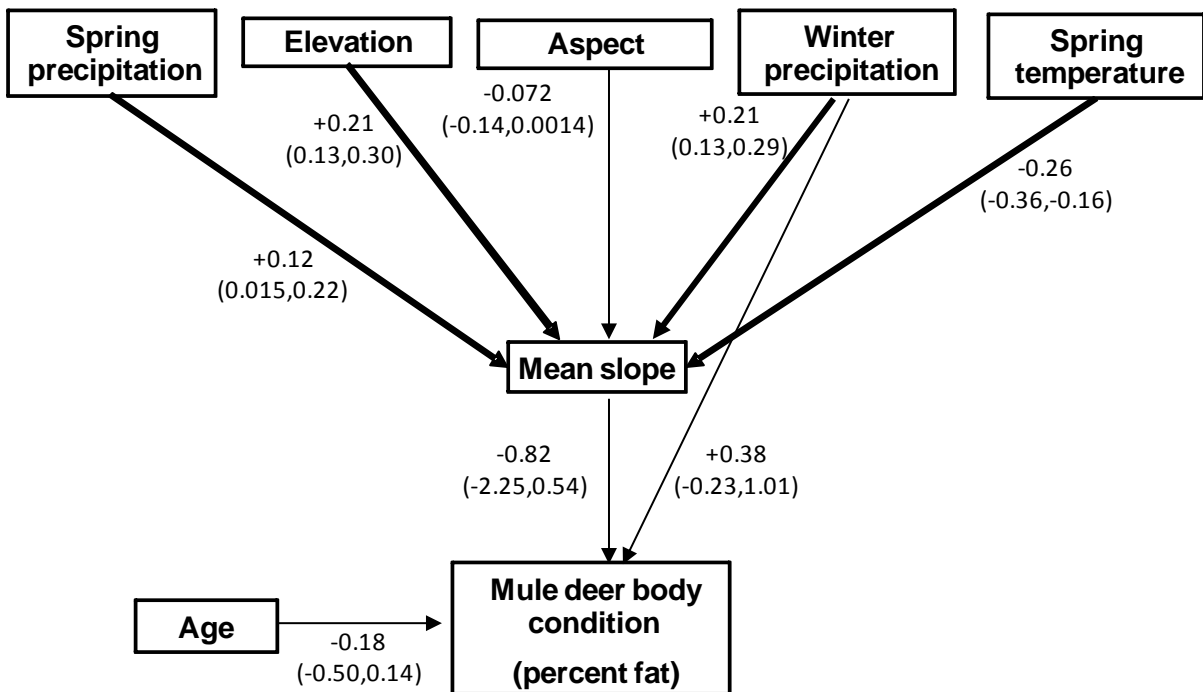 Spring
precipitation
Elevation
Aspect
Winter
precipitation
Spring
temperature
-0.072
(-0.14,0.0014)
+0.21
(0.13,0.30)
+0.21
(0.13,0.29)
-0.26
(-0.36,-0.16)
+0.12
(0.015,0.22)
Mean slope
-0.82
(-2.25,0.54)
+0.38
(-0.23,1.01)
Mule deer body
condition
(percent fat)
Age
-0.18
(-0.50,0.14)